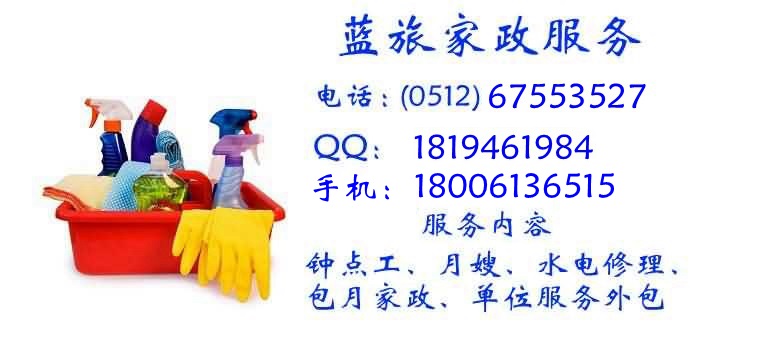 蓝旅家政服务
电话：(0512) 67553527
QQ： 1819461984
手机：18006136515
服务内容
钟点工、月嫂、水电修理、
包月家政、单位服务外包